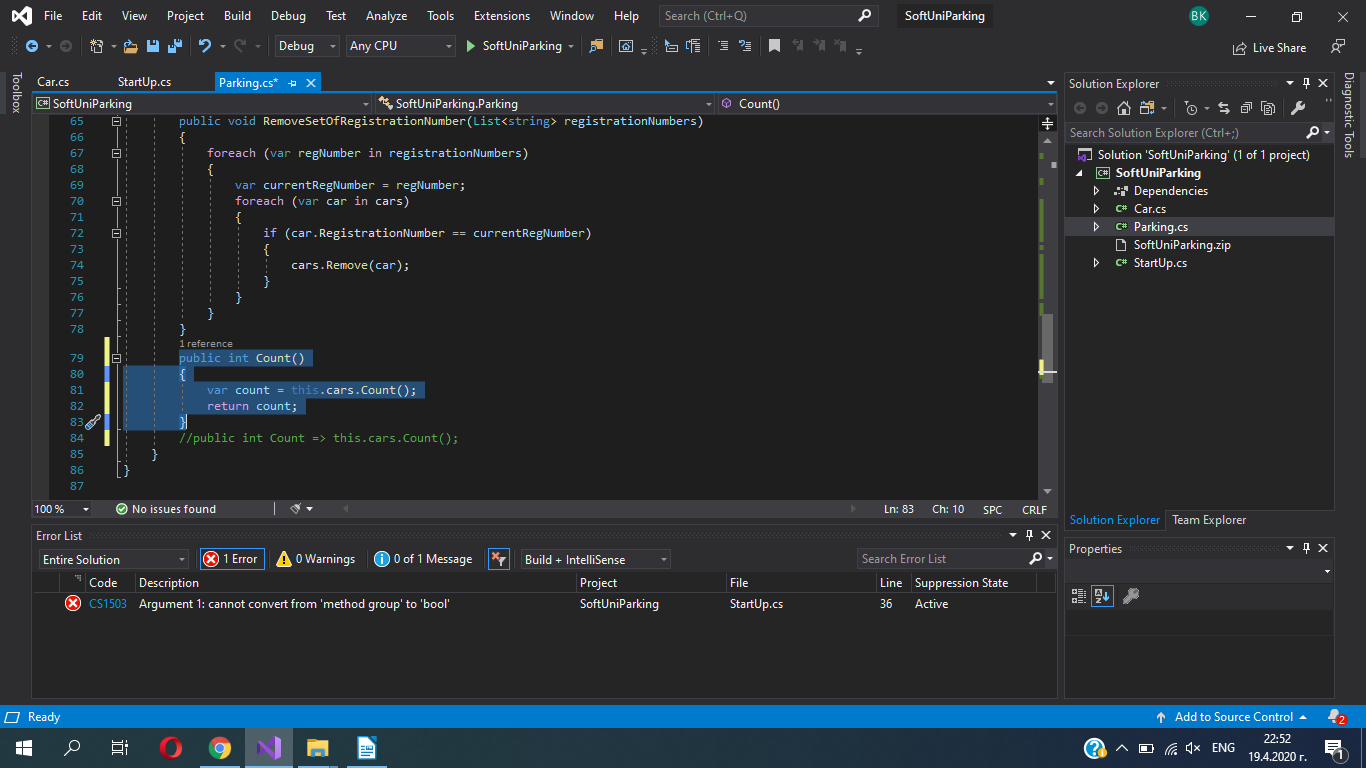 File Edit View Project Build Debug Test Analyze Tools Extensions Window Help Search (Ctrl+Q) SoftUniParking BK
Debug Any CPU SoftUniParking Live Share
Toolbox
Car.cs StartUp.cs Parking.cs*
SoftUniParking SoftUniParking.Parking Count()
65 public void RemoveSetOfRegistrationNumber(List<string> registrationNumbers)
66 {
67 foreach (var regNumber in registrationNumbers)
68 {
69 var currentRegNumber = regNumber;
70 foreach (var car in cars)
71 {
72 if (car.RegistrationNumber == currentRegNumber)
73 {
74 cars.Remove(car);
75 }
76 }
77 }
78 }
1 reference
79 public int Count()
80 {
81 var count = this.cars.Count();
82 return count;
83 }
84 //public int Count => this.cars.Count();
85 }
86 }
87
100 % No issues found Ln: 83 Ch: 10 SPC CRLF
Error List
Entire Solution 1 Error 0 Warnings 0 of 1 Message Build + IntelliSense Search Error List
Code Description Project File Line Suppression State
CS1503 Argument 1: cannot convert from 'method group' to 'bool' SoftUniParking StartUp.cs 36 Active
Solution Explorer
Search Solution Explorer (Ctrl+;)
Solution 'SoftUniParking' (1 of 1 project)
C# SoftUniParking
Dependencies
C# Car.cs
C# Parking.cs
SoftUniParking.zip
C# StartUp.cs
Solution Explorer Team Explorer
Properties
Diagnostic Tools
Ready Add to Source Control 2
ENG 22:52
19.4.2020 г. 1